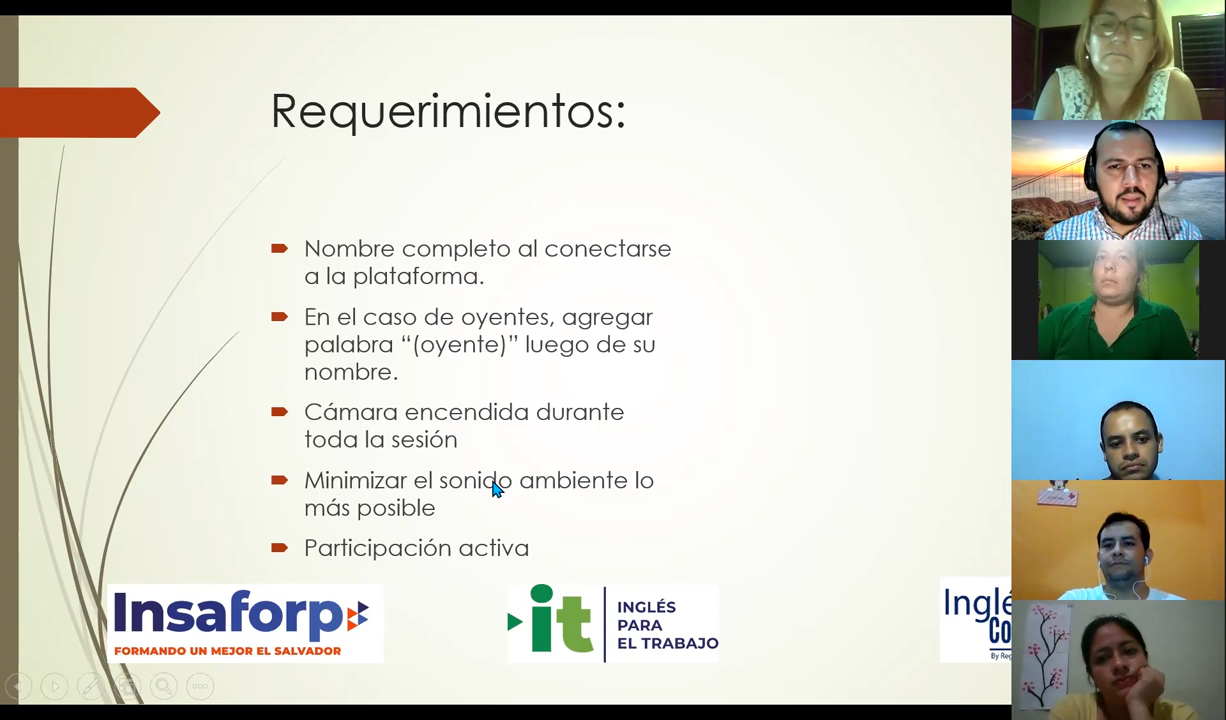 Requerimientos:
Nombre completo al conectarse
a la plataforma.
En el caso de oyentes, agregar
palabra “(oyente)” luego de su
nombre.
Cámara encendida durante
toda la sesión
Minimizar el sonido ambiente lo
más posible
Participación activa
Insaforp
FORMANDO UN MEJOR EL SALVADOR
it
INGLÉS
PARA
EL TRABAJO